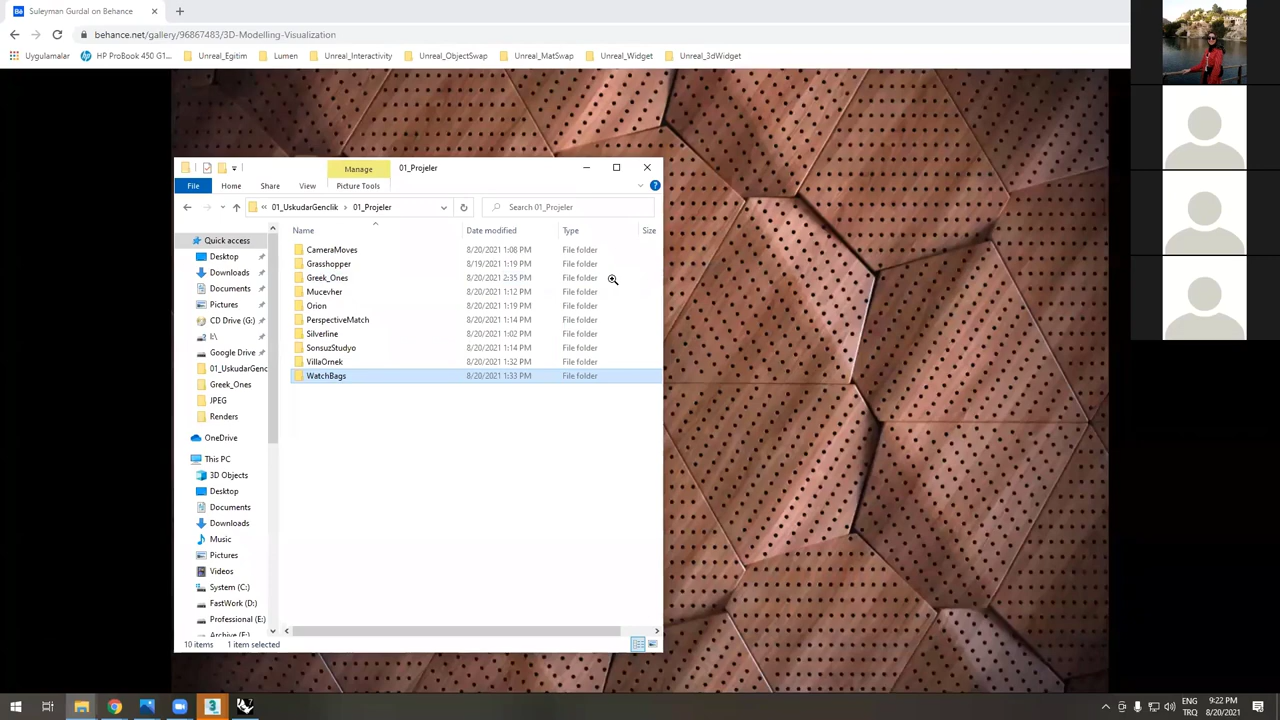 Suleyman Gurdal on Behance
behance.net/gallery/96867483/3D-Modelling-Visualization
Uygulamalar HP ProBook 450 G1... Unreal_Egitim Lumen Unreal_Interactivity Unreal_ObjectSwap Unreal_MatSwap Unreal_Widget Unreal_3dWidget
Manage 01_Projeler
File Home Share View Picture Tools
01_UskudarGenclik 01_Projeler Search 01_Projeler
Name Date modified Type Size
CameraMoves 8/20/2021 1:08 PM File folder
Grasshopper 8/19/2021 1:19 PM File folder
Greek_Ones 8/20/2021 2:35 PM File folder
Mucevher 8/20/2021 1:12 PM File folder
Orion 8/20/2021 1:19 PM File folder
PerspectiveMatch 8/20/2021 1:14 PM File folder
Silverline 8/20/2021 1:02 PM File folder
SonsuzStudyo 8/20/2021 1:14 PM File folder
VillaOrnek 8/20/2021 1:32 PM File folder
WatchBags 8/20/2021 1:33 PM File folder
Quick access
Desktop
Downloads
Documents
Pictures
CD Drive (G:)
I:\
Google Drive
01_UskudarGenc
Greek_Ones
JPEG
Renders
OneDrive
This PC
3D Objects
Desktop
Documents
Downloads
Music
Pictures
Videos
System (C:)
FastWork (D:)
Professional (E:)
Archive (F:)
10 items 1 item selected
ENG
TRQ
9:22 PM
8/20/2021